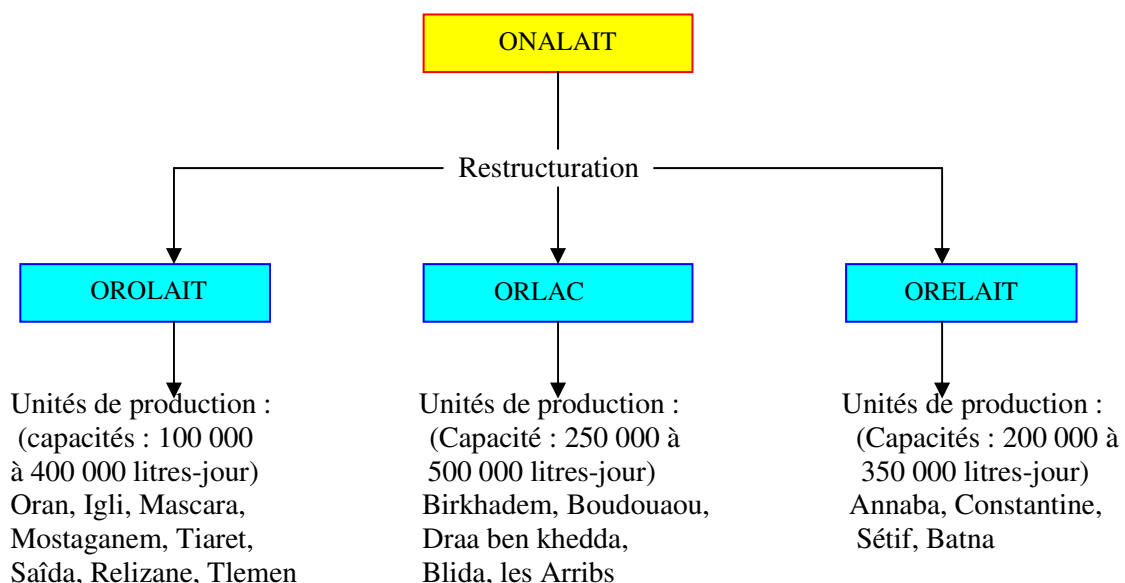 ONALAIT
Restructuration
OROLAIT
ORLAC
ORELAIT
Unités de production :
(capacités : 100 000
à 400 000 litres-jour)
Oran, Igli, Mascara,
Mostaganem, Tiaret,
Saîda, Relizane, Tlemen
Unités de production :
(Capacité : 250 000 à
500 000 litres-jour)
Birkhadem, Boudouaou,
Draa ben khedda,
Blida, les Arribs
Unités de production :
(Capacités : 200 000 à
350 000 litres-jour)
Annaba, Constantine,
Sétif, Batna